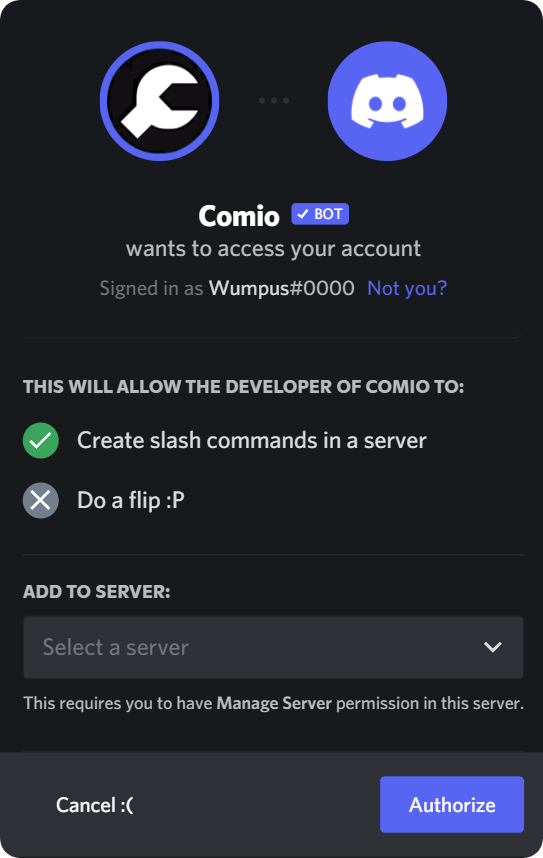 Comio BOT
wants to access your account
Signed in as Wumpus#0000 Not you?
THIS WILL ALLOW THE DEVELOPER OF COMIO TO:
Create slash commands in a server
Do a flip :P
ADD TO SERVER:
Select a server
This requires you to have Manage Server permission in this server.
Cancel :( Authorize